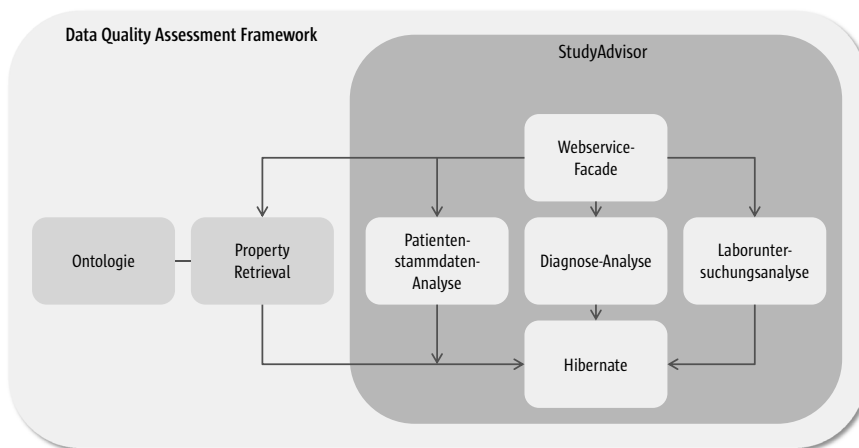 Data Quality Assessment Framework
StudyAdvisor
Webservice-
Facade
Ontologie
Property
Retrieval
Patienten-
stammdaten-
Analyse
Diagnose-Analyse
Laborunter-
suchungsanalyse
Hibernate